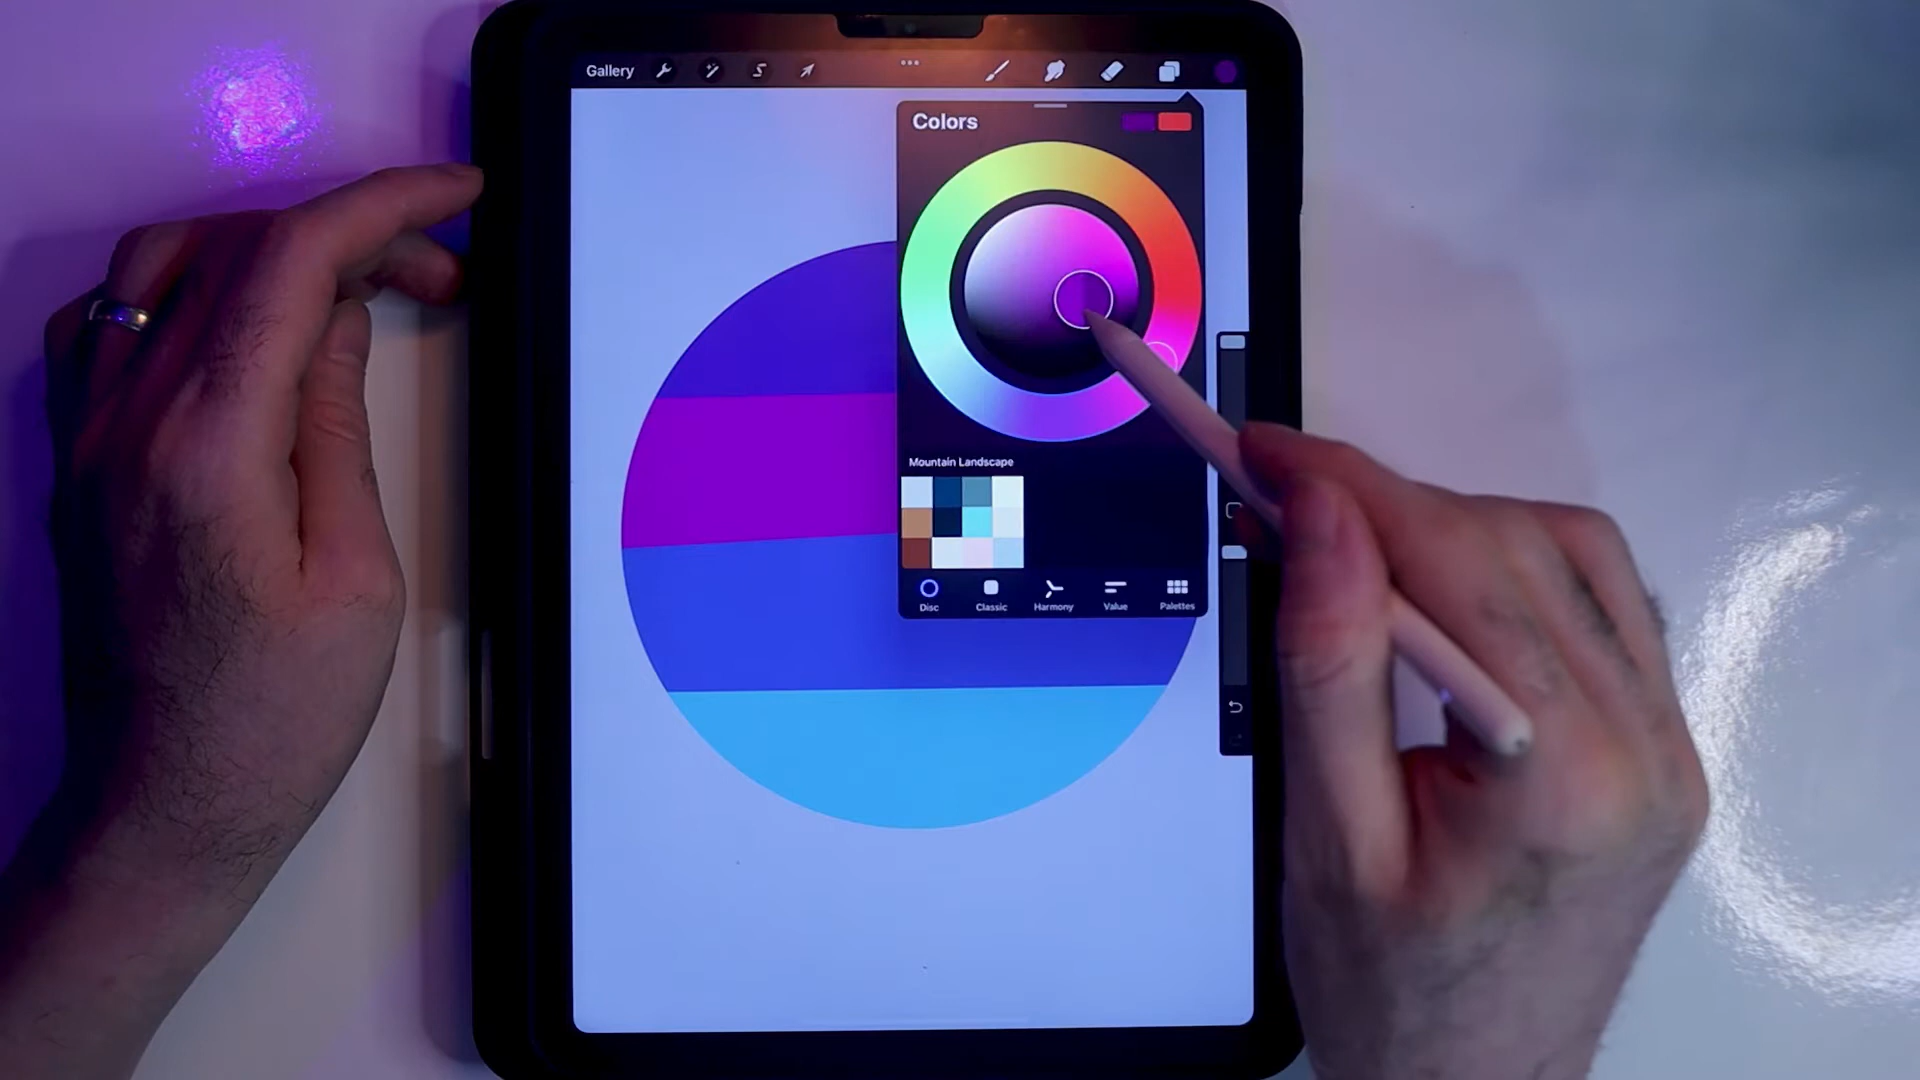 Gallery
Colors
Mountain Landscape
Disc
Classic
Harmony
Value
Palettes